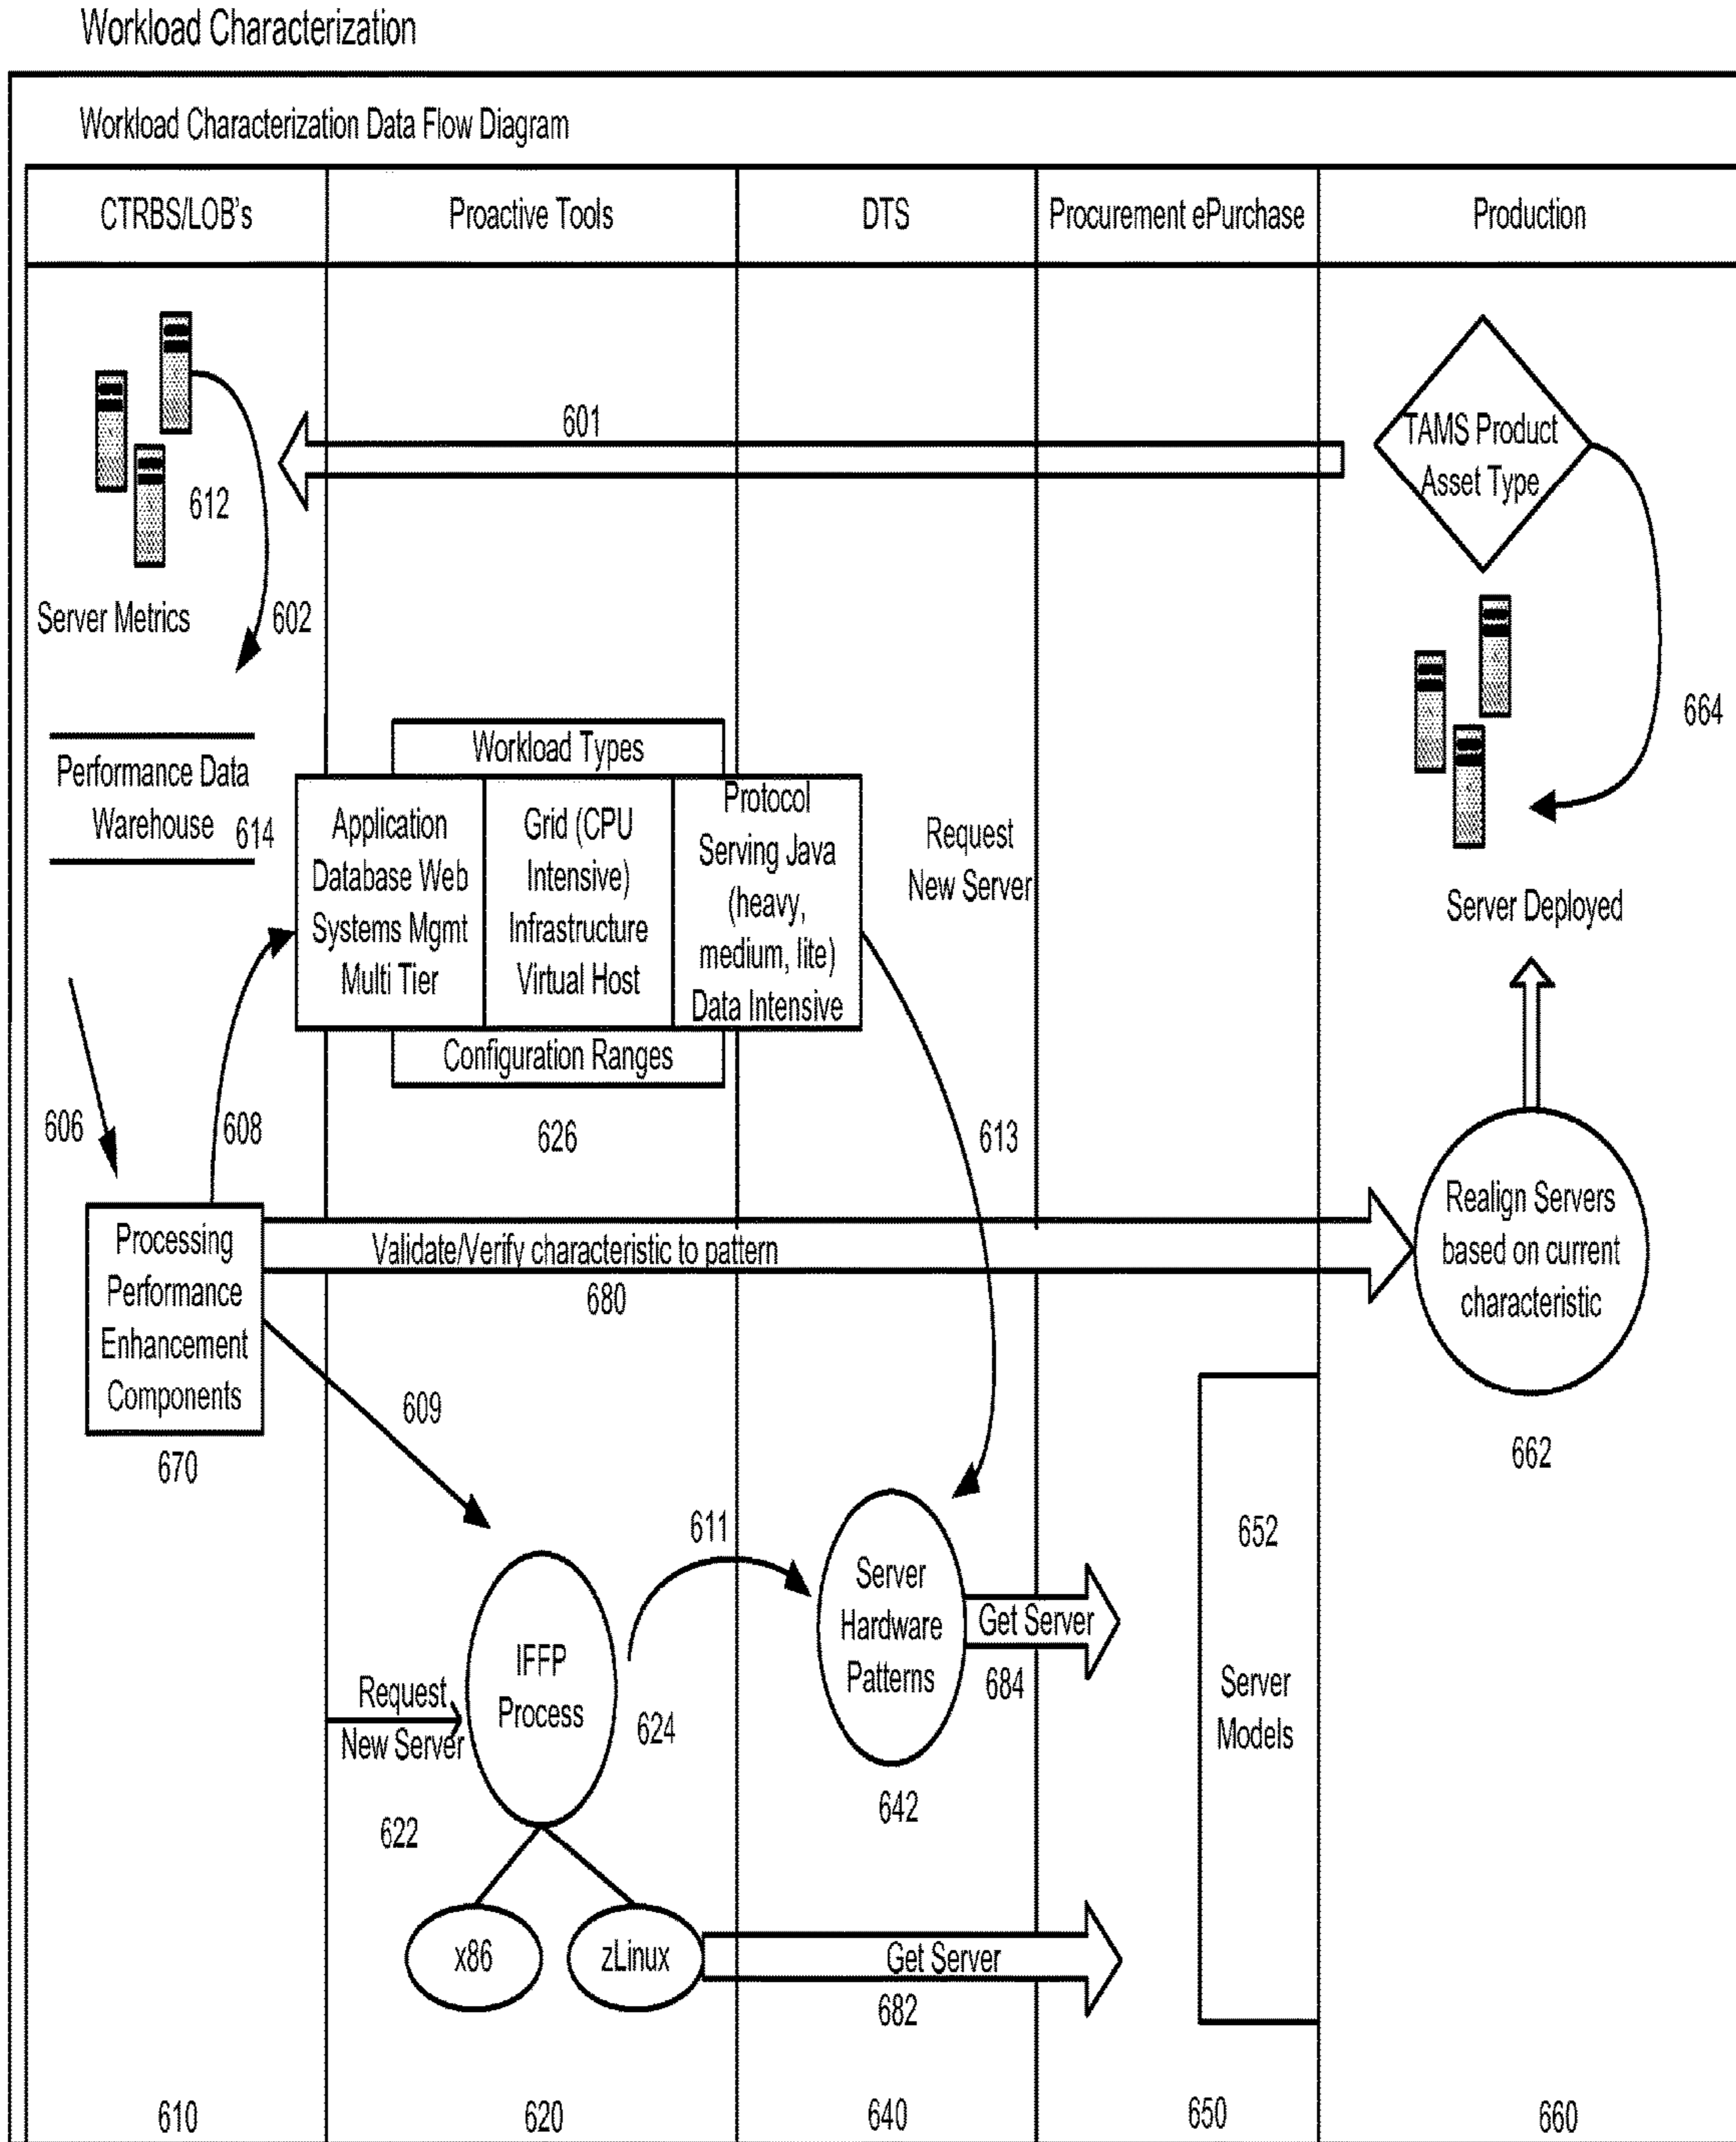 Workload Characterization
Workload Characterization Data Flow Diagram
CTRBS/LOB's
Proactive Tools
DTS
Procurement ePurchase
Production
601
TAMS Product
Asset Type
612
Server Metrics
602
664
Performance Data
Warehouse
614
Workload Types
Application
Database Web
Systems Mgmt
Multi Tier
Grid (CPU
Intensive)
Infrastructure
Virtual Host
Protocol
Serving Java
(heavy,
medium, lite)
Data Intensive
Configuration Ranges
626
Request
New Server
Server Deployed
606
608
613
Processing
Performance
Enhancement
Components
670
Validate/Verify characteristic to pattern
680
Realign Servers
based on current
characteristic
662
609
611
652
Server
Models
IFFP
Process
624
Server
Hardware
Patterns
642
Get Server
684
Request
New Server
622
x86
zLinux
Get Server
682
610
620
640
650
660